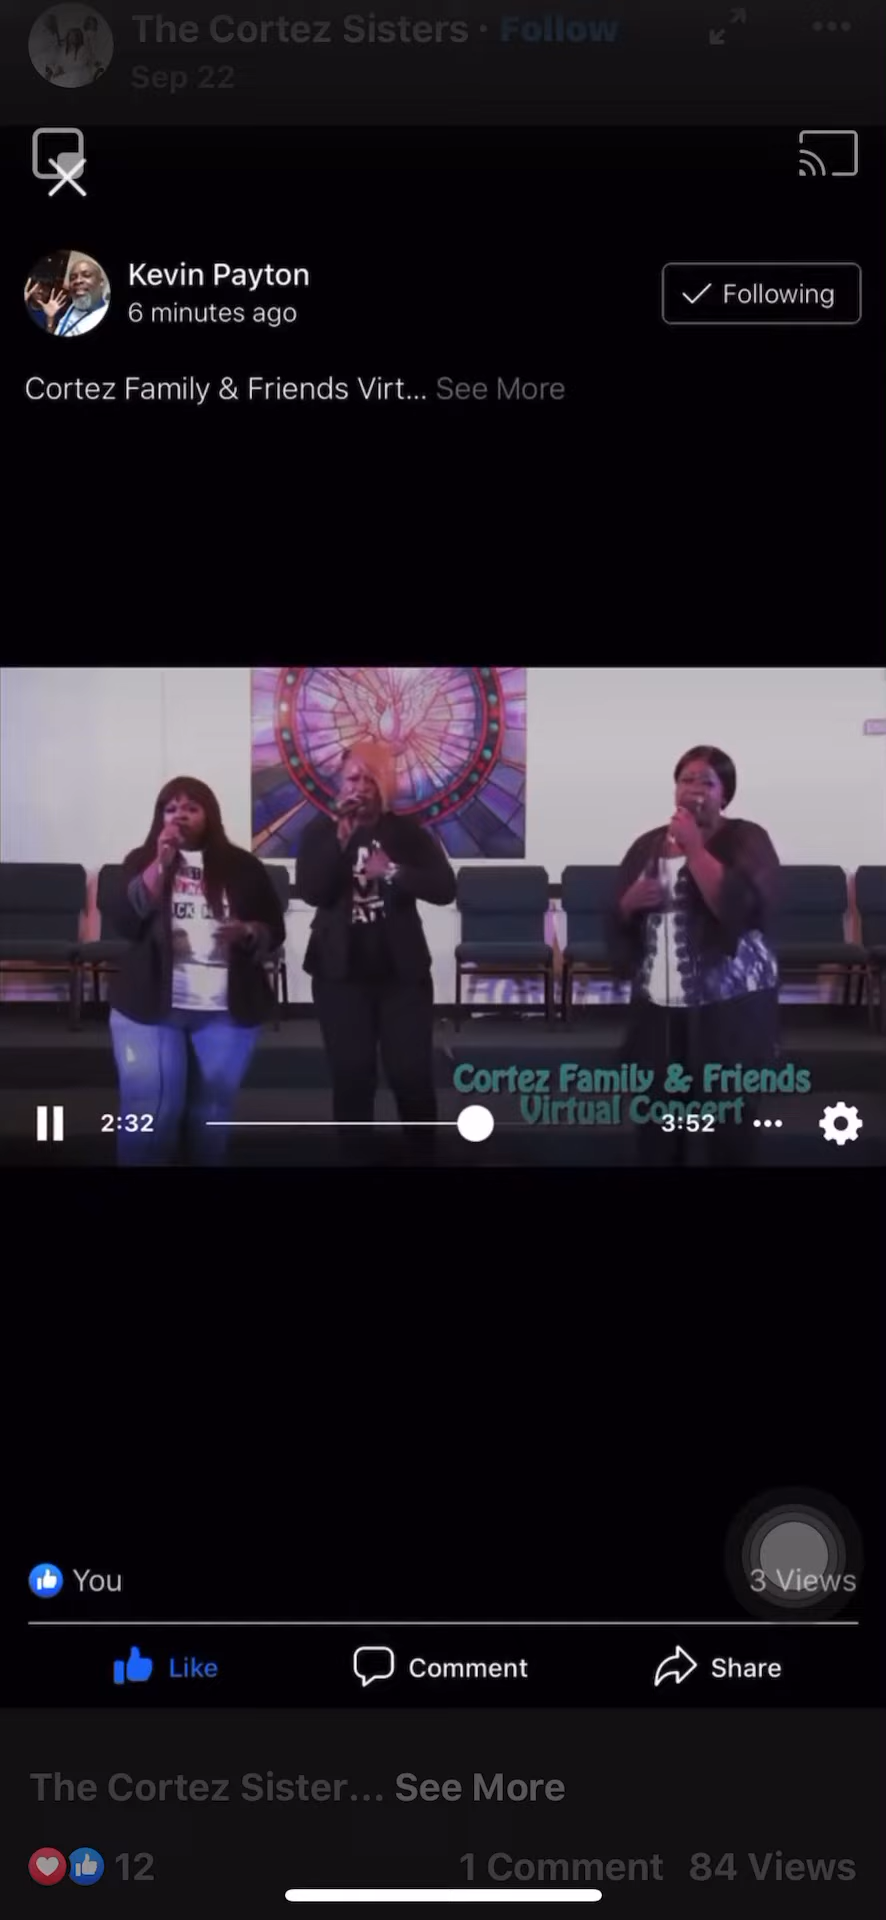 The Cortez Sisters · Follow
Sep 22
Kevin Payton
6 minutes ago
Following
Cortez Family & Friends Virt... See More
Cortez Family & Friends
Virtual Concert
2:32
3:52
You
3 Views
Like
Comment
Share
The Cortez Sister... See More
12
1 Comment
84 Views